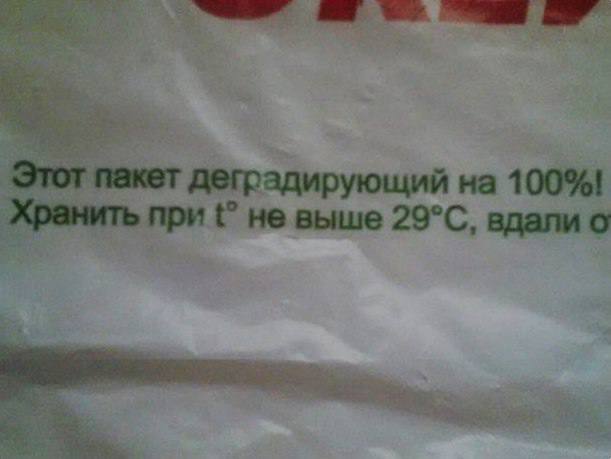 Этот пакет деградирующий на 100%!
Хранить при t° не выше 29°C, вдали